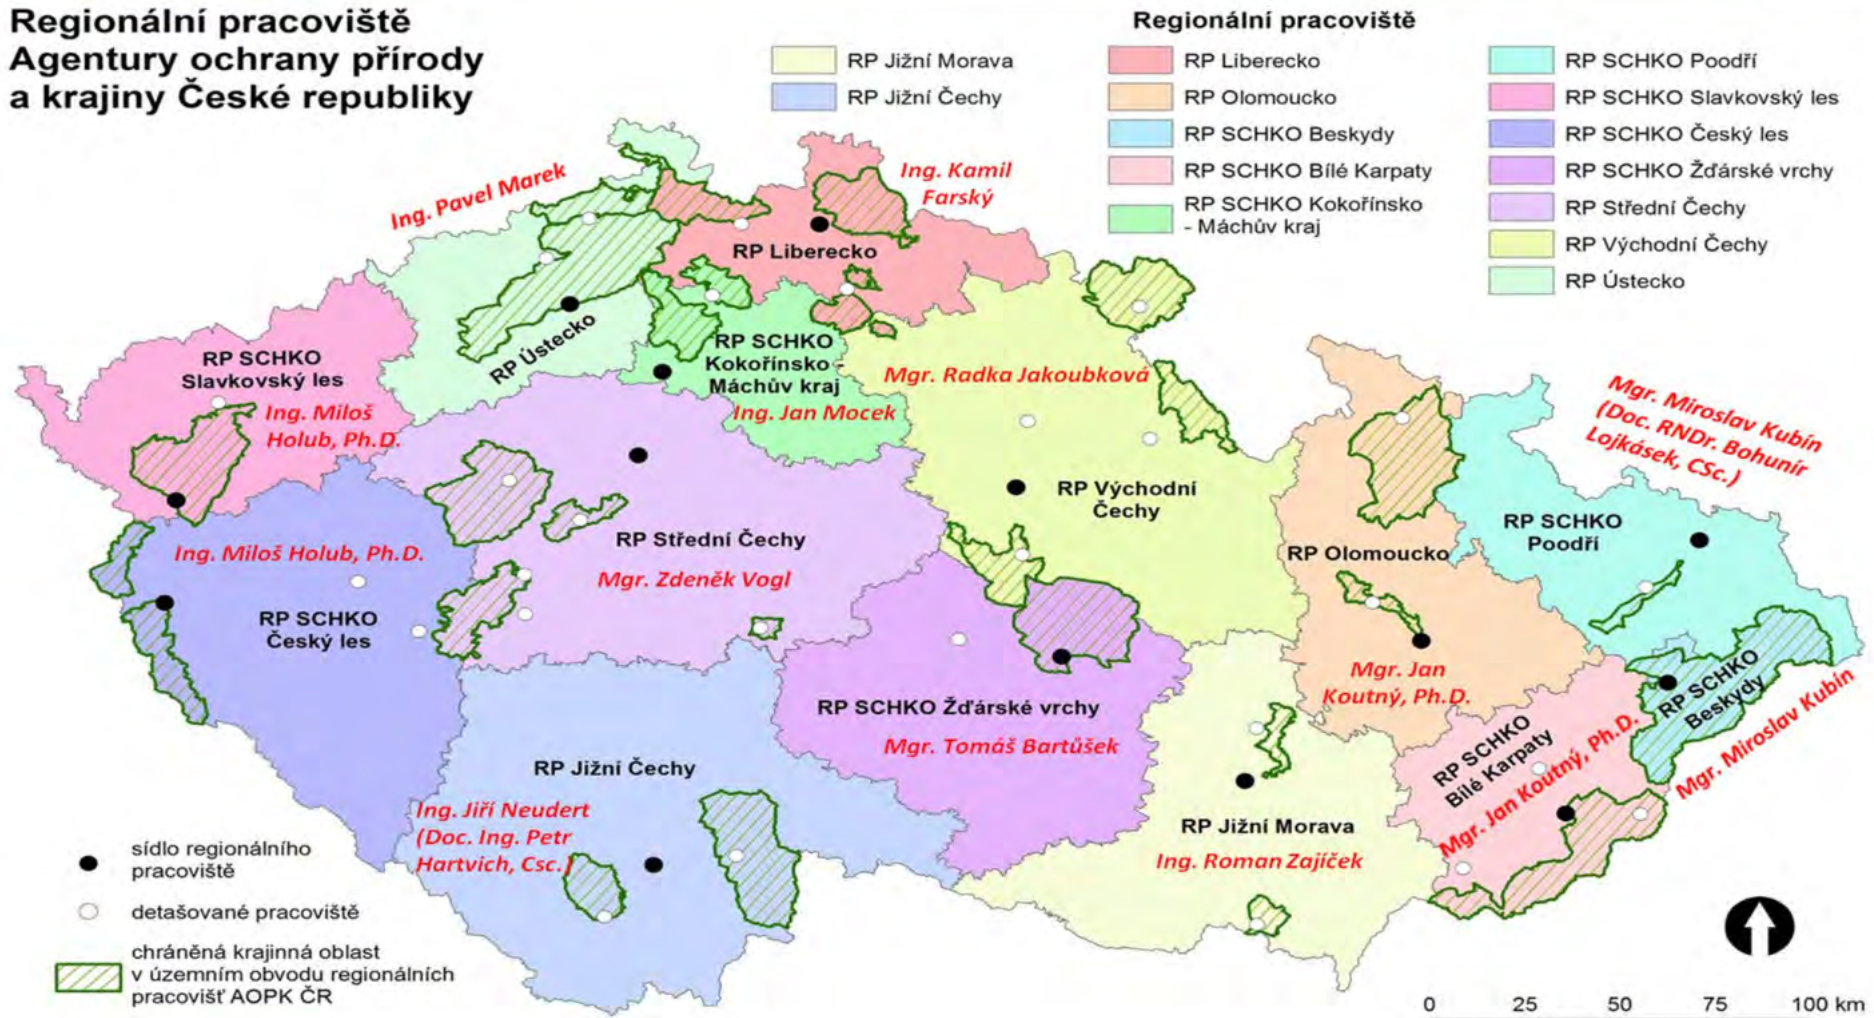 Regionální pracoviště
Agentury ochrany přírody
a krajiny České republiky
Regionální pracoviště
RP Jižní Morava
RP Jižní Čechy
RP Liberecko
RP Olomoucko
RP SCHKO Beskydy
RP SCHKO Bílé Karpaty
RP SCHKO Kokořínsko
- Máchův kraj
RP SCHKO Poodří
RP SCHKO Slavkovský les
RP SCHKO Český les
RP SCHKO Žďárské vrchy
RP Střední Čechy
RP Východní Čechy
RP Ústecko
Ing. Pavel Marek
Ing. Kamil
Farský
RP Liberecko
RP Ústecko
RP SCHKO
Kokořínsko -
Máchův kraj
Ing. Jan Mocek
RP SCHKO
Slavkovský les
Ing. Miloš
Holub, Ph.D.
Mgr. Radka Jakoubková
RP Východní
Čechy
Mgr. Miroslav Kubín
(Doc. RNDr. Bohunír
Lojkásek, CSc.)
RP SCHKO
Poodří
RP Olomoucko
Mgr. Jan
Koutný, Ph.D.
RP Střední Čechy
Mgr. Zdeněk Vogl
Ing. Miloš Holub, Ph.D.
RP SCHKO
Český les
RP SCHKO Žďárské vrchy
Mgr. Tomáš Bartůšek
RP SCHKO
Beskydy
Mgr. Miroslav Kubín
RP SCHKO
Bílé Karpaty
Mgr. Jan Koutný, Ph.D.
RP Jižní Čechy
Ing. Jiří Neudert
(Doc. Ing. Petr
Hartvich, Csc.)
RP Jižní Morava
Ing. Roman Zajíček
sídlo regionálního
pracoviště
detašované pracoviště
chráněná krajinná oblast
v územním obvodu regionálních
pracovišť AOPK ČR
0 25 50 75 100 km